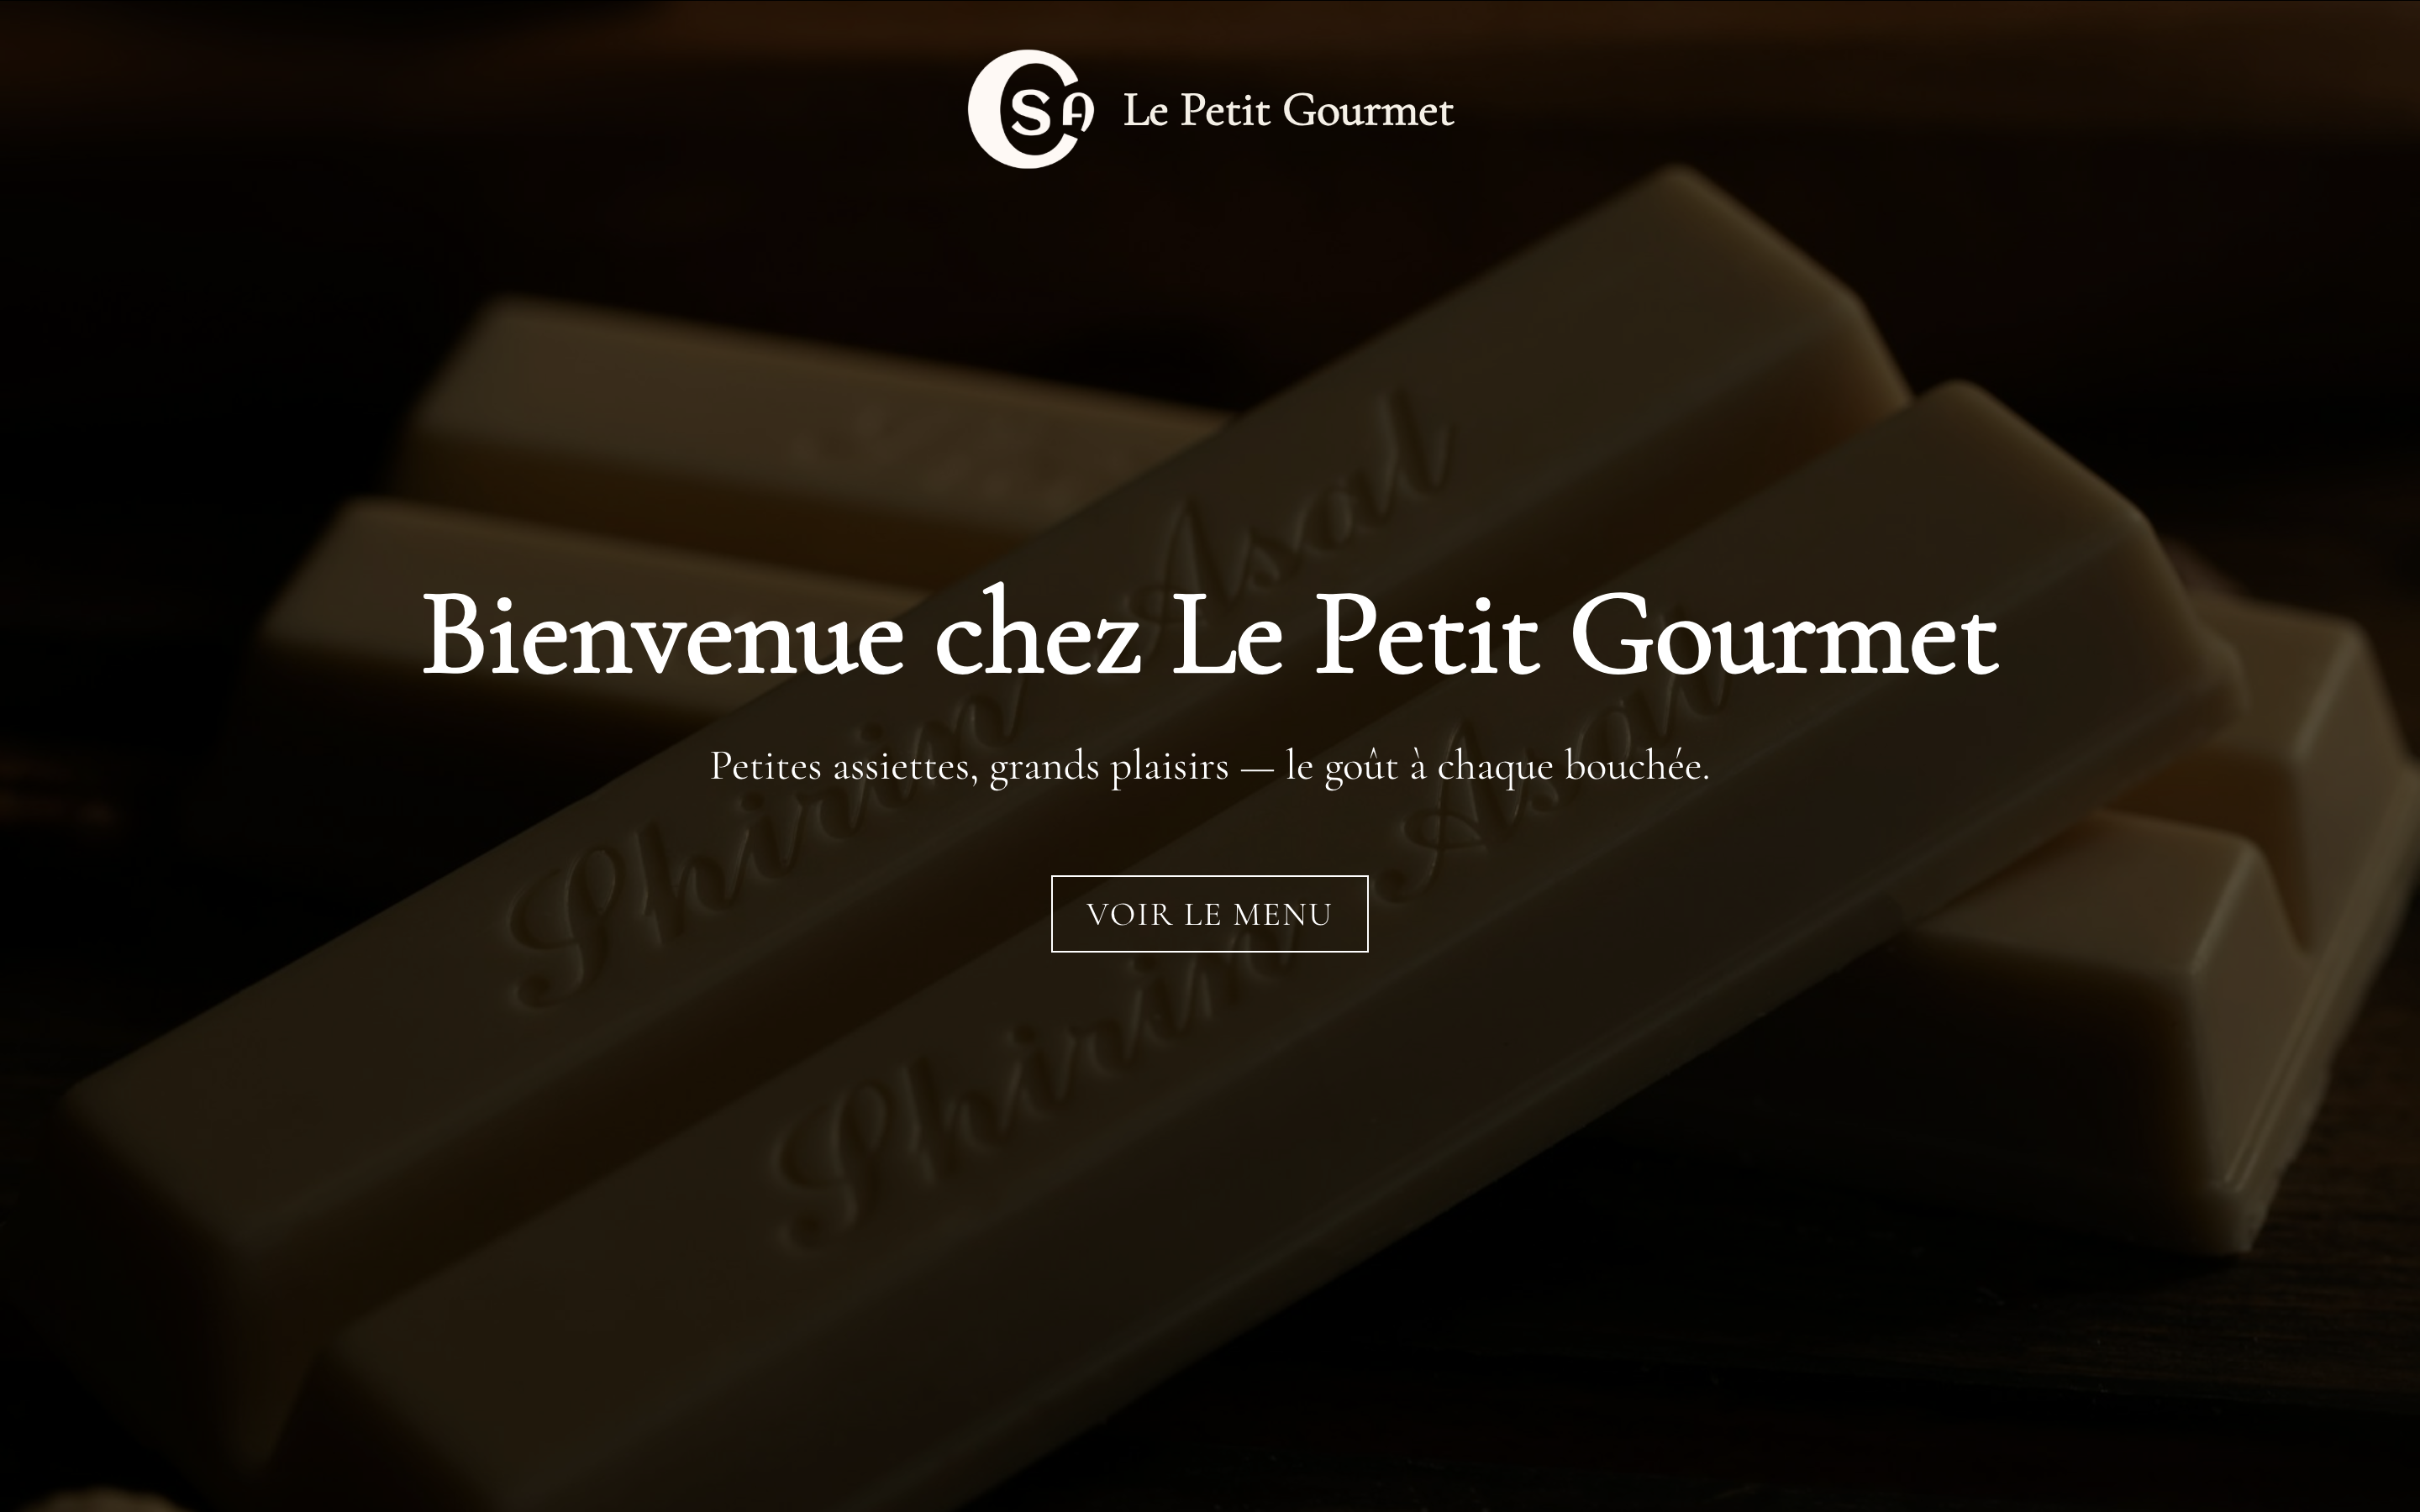 CSA Le Petit Gourmet
Shirin Asal
Bienvenue chez Le Petit Gourmet
Petites assiettes, grands plaisirs — le goût à chaque bouchée.
Shirin Asal
VOIR LE MENU